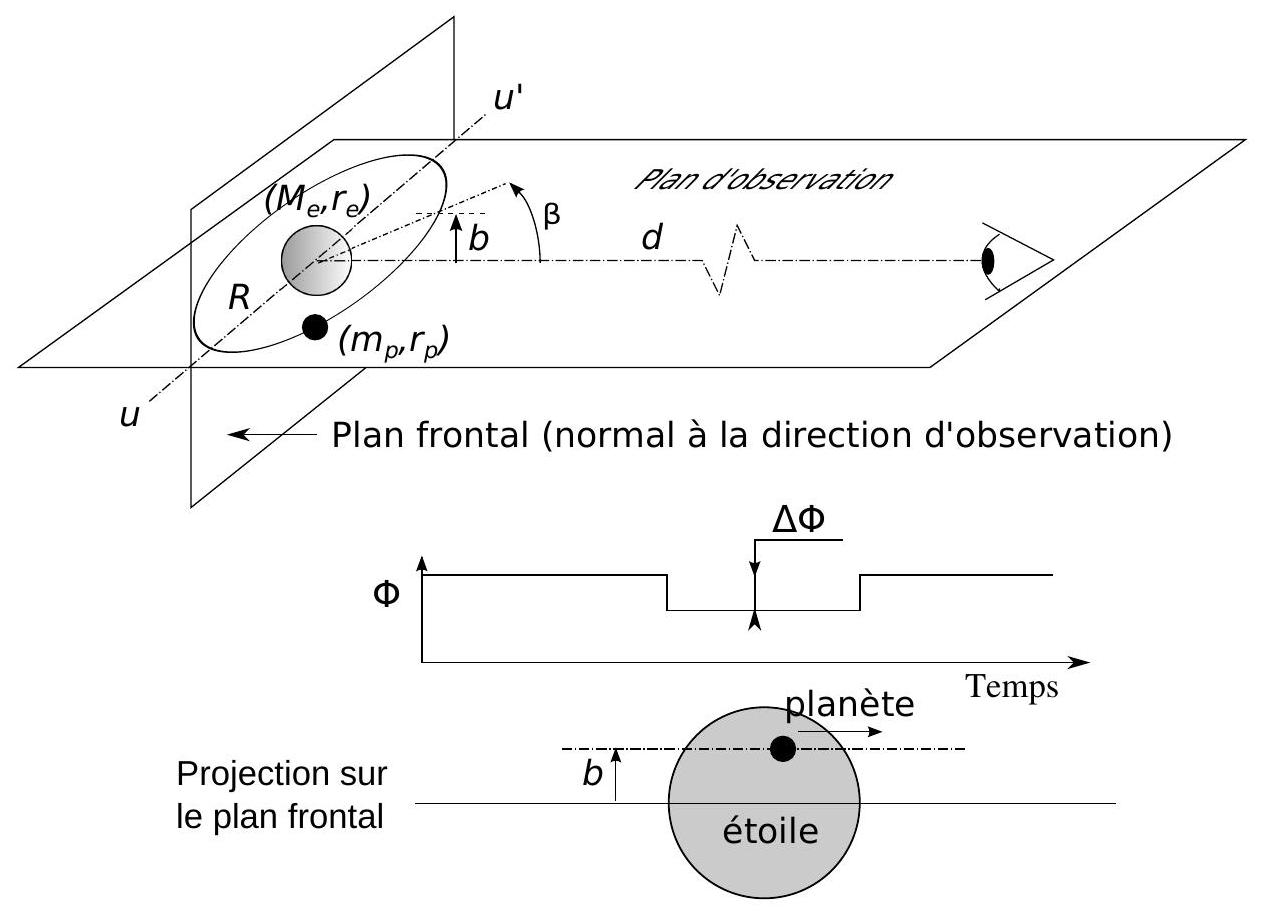 u'
Plan d'observation
(Me,re)
β
b
d
R
(mp,rp)
u
Plan frontal (normal à la direction d'observation)
ΔΦ
Φ
Temps
planète
b
Projection sur
le plan frontal
étoile